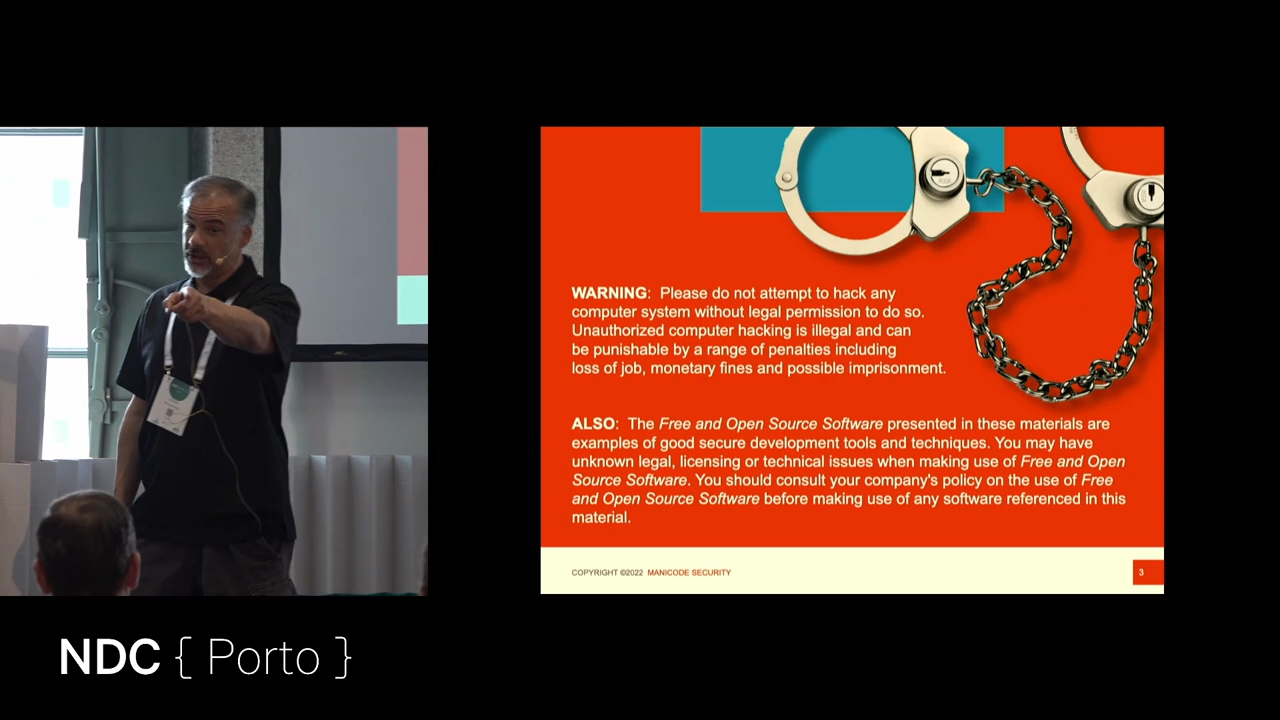 WARNING: Please do not attempt to hack any
computer system without legal permission to do so.
Unauthorized computer hacking is illegal and can
be punishable by a range of penalties including
loss of job, monetary fines and possible imprisonment.
ALSO: The Free and Open Source Software presented in these materials are
examples of good secure development tools and techniques. You may have
unknown legal, licensing or technical issues when making use of Free and Open
Source Software. You should consult your company's policy on the use of Free
and Open Source Software before making use of any software referenced in this
material.
COPYRIGHT ©2022 MANICODE SECURITY
3
NDC { Porto }